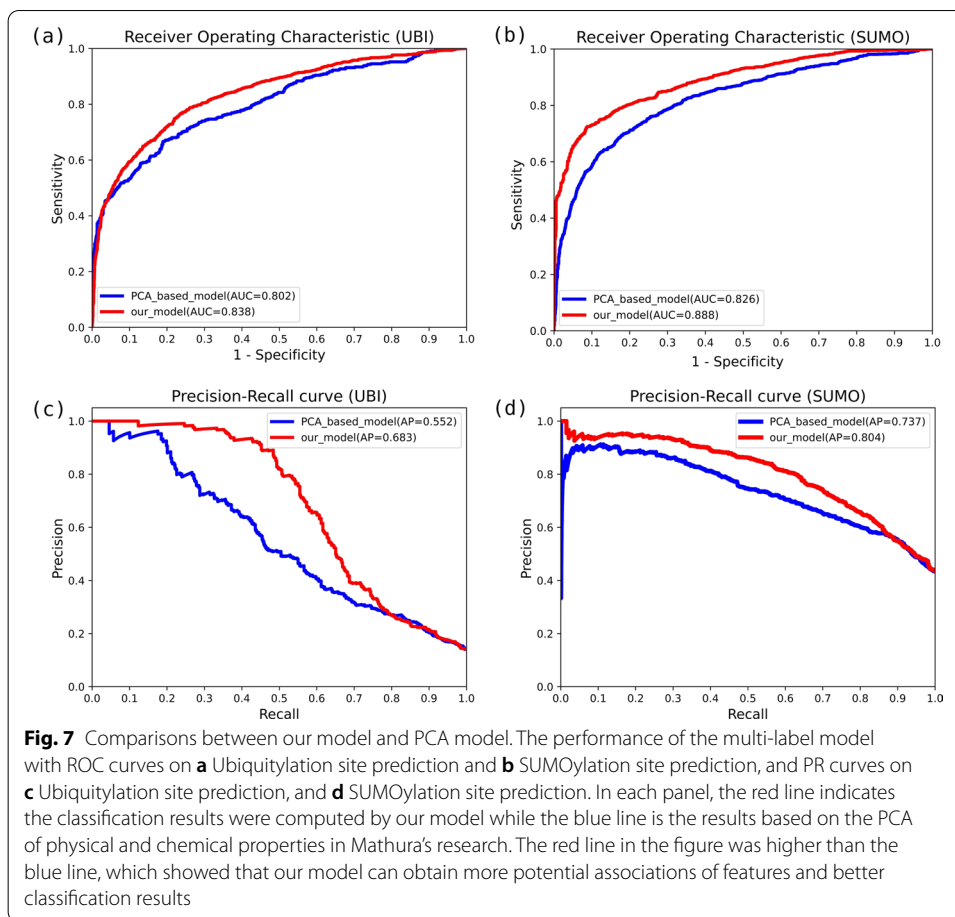 (a)
Receiver Operating Characteristic (UBI)
1.0
0.8
0.6
0.4
0.2
0.0
Sensitivity
PCA_based_model(AUC=0.802)
our_model(AUC=0.838)
0.0 0.1 0.2 0.3 0.4 0.5 0.6 0.7 0.8 0.9 1.0
1 - Specificity
(b)
Receiver Operating Characteristic (SUMO)
1.0
0.8
0.6
0.4
0.2
0.0
Sensitivity
PCA_based_model(AUC=0.826)
our_model(AUC=0.888)
0.0 0.1 0.2 0.3 0.4 0.5 0.6 0.7 0.8 0.9 1.0
1 - Specificity
(c)
Precision-Recall curve (UBI)
PCA_based_model(AP=0.552)
our_model(AP=0.683)
1.0
0.8
0.6
0.4
0.2
0.0
Precision
0.0 0.1 0.2 0.3 0.4 0.5 0.6 0.7 0.8 0.9 1.0
Recall
(d)
Precision-Recall curve (SUMO)
PCA_based_model(AP=0.737)
our_model(AP=0.804)
1.0
0.8
0.6
0.4
0.2
0.0
Precision
0.0 0.1 0.2 0.3 0.4 0.5 0.6 0.7 0.8 0.9 1.0
Recall
Fig. 7 Comparisons between our model and PCA model. The performance of the multi-label model
with ROC curves on a Ubiquitylation site prediction and b SUMOylation site prediction, and PR curves on
c Ubiquitylation site prediction, and d SUMOylation site prediction. In each panel, the red line indicates
the classification results were computed by our model while the blue line is the results based on the PCA
of physical and chemical properties in Mathura's research. The red line in the figure was higher than the
blue line, which showed that our model can obtain more potential associations of features and better
classification results